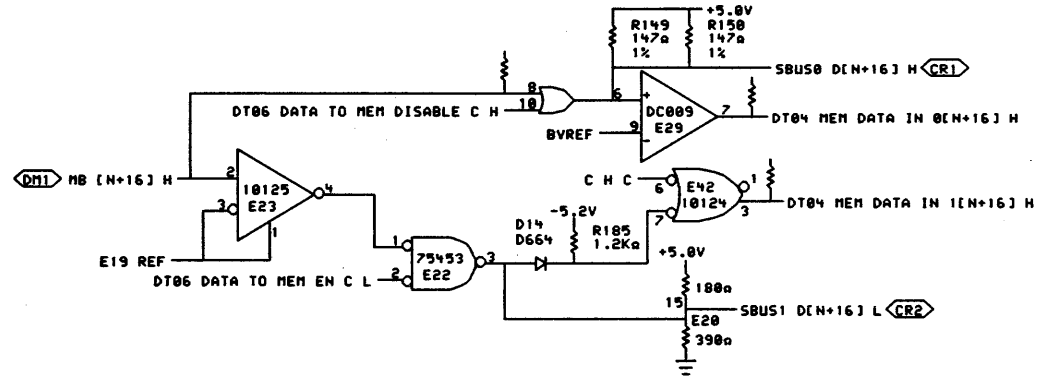 +5.0V
R149
147Ω
1%
R150
147Ω
1%
SBUS0 D[N+16] H CR1
8
10
DT06 DATA TO MEM DISABLE C H
6
+
DC009
E29
7
DT04 MEM DATA IN 0[N+16] H
BVREF
9
-
DM1 MB [N+16] H
2
10125
E23
4
3
1
C H C
6
E42
10124
1
3
7
DT04 MEM DATA IN 1[N+16] H
-5.2V
D14
D664
R185
1.2KΩ
E19 REF
1
75453
E22
3
2
DT06 DATA TO MEM EN C L
+5.0V
180Ω
15
SBUS1 D[N+16] L CR2
E20
390Ω